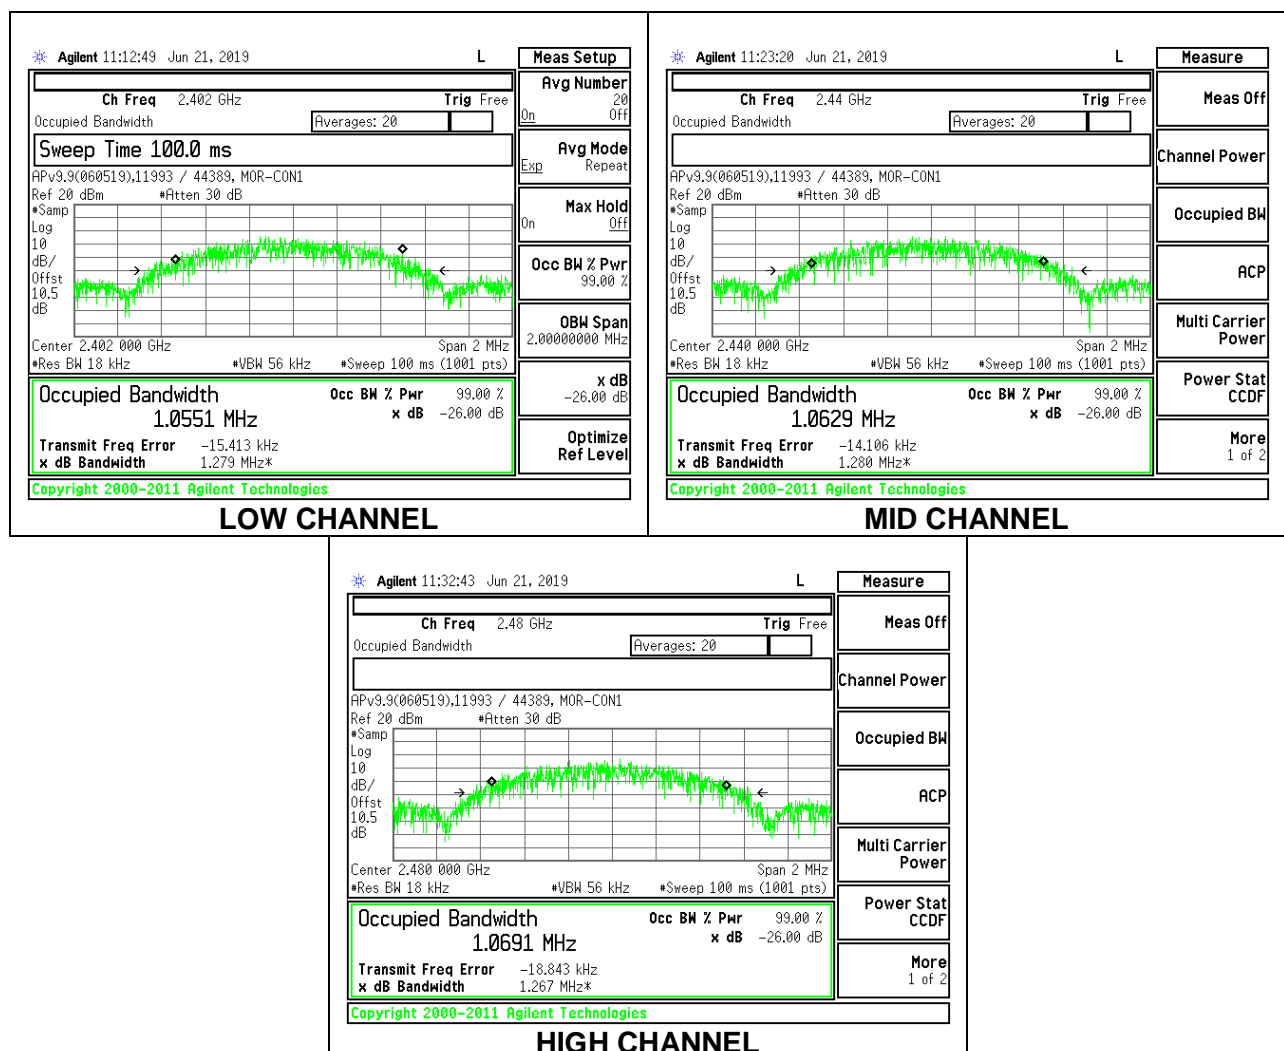 Agilent 11:12:49 Jun 21, 2019 L
Meas Setup
Ch Freq 2.402 GHz Trig Free
Occupied Bandwidth Averages: 20
Sweep Time 100.0 ms
APv9.9(060519),11993 / 44389, MOR-CON1
Ref 20 dBm #Atten 30 dB
#Samp
Log
10
dB/
Offst
10.5
dB
Center 2.402 000 GHz Span 2 MHz
#Res BW 18 kHz #VBW 56 kHz #Sweep 100 ms (1001 pts)
Occupied Bandwidth Occ BW % Pwr 99.00 %
1.0551 MHz x dB -26.00 dB
Transmit Freq Error -15.413 kHz
x dB Bandwidth 1.279 MHz*
Copyright 2000-2011 Agilent Technologies
Avg Number
20
On Off
Avg Mode
Exp Repeat
Max Hold
On Off
Occ BW % Pwr
99.00 %
OBW Span
2.00000000 MHz
x dB
-26.00 dB
Optimize
Ref Level
LOW CHANNEL
Agilent 11:23:20 Jun 21, 2019 L
Measure
Ch Freq 2.44 GHz Trig Free
Occupied Bandwidth Averages: 20
APv9.9(060519),11993 / 44389, MOR-CON1
Ref 20 dBm #Atten 30 dB
#Samp
Log
10
dB/
Offst
10.5
dB
Center 2.440 000 GHz Span 2 MHz
#Res BW 18 kHz #VBW 56 kHz #Sweep 100 ms (1001 pts)
Occupied Bandwidth Occ BW % Pwr 99.00 %
1.0629 MHz x dB -26.00 dB
Transmit Freq Error -14.106 kHz
x dB Bandwidth 1.280 MHz*
Copyright 2000-2011 Agilent Technologies
Meas Off
Channel Power
Occupied BW
ACP
Multi Carrier
Power
Power Stat
CCDF
More
1 of 2
MID CHANNEL
Agilent 11:32:43 Jun 21, 2019 L
Measure
Ch Freq 2.48 GHz Trig Free
Occupied Bandwidth Averages: 20
APv9.9(060519),11993 / 44389, MOR-CON1
Ref 20 dBm #Atten 30 dB
#Samp
Log
10
dB/
Offst
10.5
dB
Center 2.480 000 GHz Span 2 MHz
#Res BW 18 kHz #VBW 56 kHz #Sweep 100 ms (1001 pts)
Occupied Bandwidth Occ BW % Pwr 99.00 %
1.0691 MHz x dB -26.00 dB
Transmit Freq Error -18.843 kHz
x dB Bandwidth 1.267 MHz*
Copyright 2000-2011 Agilent Technologies
Meas Off
Channel Power
Occupied BW
ACP
Multi Carrier
Power
Power Stat
CCDF
More
1 of 2
HIGH CHANNEL